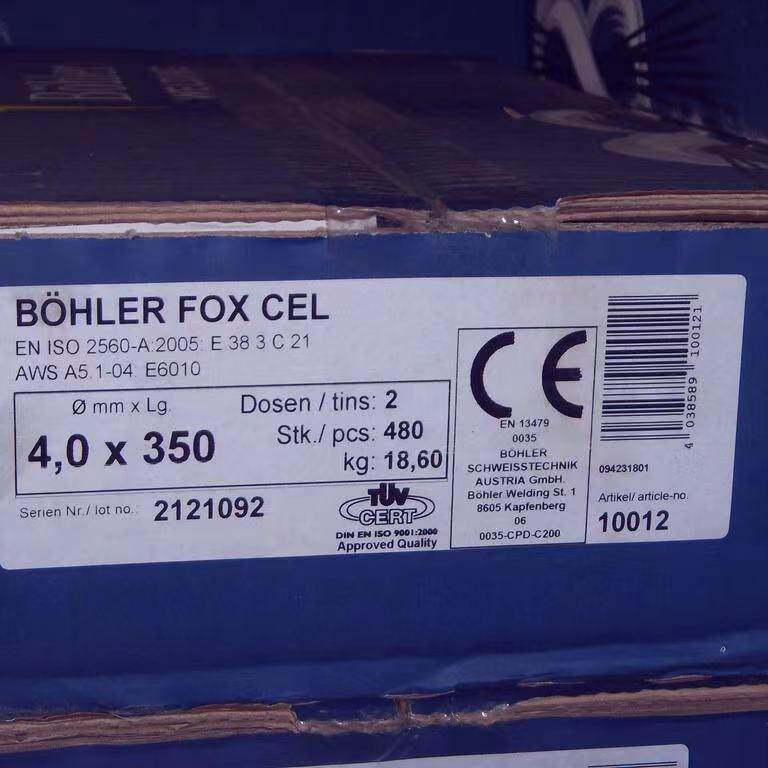 BÖHLER FOX CEL
EN ISO 2560-A:2005: E 38 3 C 21
AWS A5.1-04: E6010
Ø mm x Lg.
4,0 x 350
Dosen / tins: 2
Stk./ pcs: 480
kg: 18,60
Serien Nr./ lot no.: 2121092
TÜV
CERT
DIN EN ISO 9001:2000
Approved Quality
CE
EN 13479
0035
BÖHLER
SCHWEISSTECHNIK
AUSTRIA GmbH.
Böhler Welding St. 1
8605 Kapfenberg
06
0035-CPD-C200
4 038589 100121
094231801
Artikel/ article-no.
10012